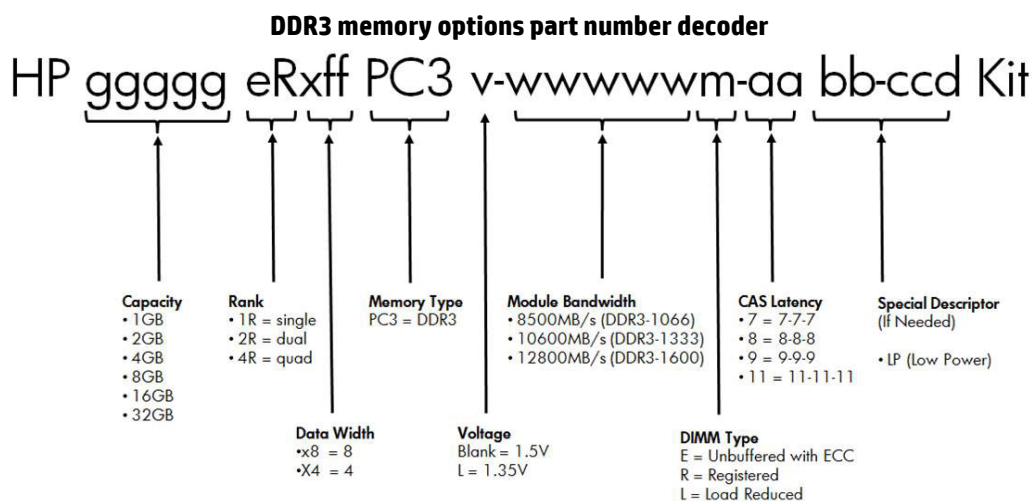 DDR3 memory options part number decoder
HP ggggg eRxff PC3 v-wwwwwm-aa bb-ccd Kit
Capacity
• 1GB
• 2GB
• 4GB
• 8GB
• 16GB
• 32GB
Rank
• 1R = single
• 2R = dual
• 4R = quad
Memory Type
PC3 = DDR3
Module Bandwidth
• 8500MB/s (DDR3-1066)
• 10600MB/s (DDR3-1333)
• 12800MB/s (DDR3-1600)
CAS Latency
• 7 = 7-7-7
• 8 = 8-8-8
• 9 = 9-9-9
• 11 = 11-11-11
Special Descriptor
(If Needed)
• LP (Low Power)
Data Width
•x8 = 8
•X4 = 4
Voltage
Blank = 1.5V
L = 1.35V
DIMM Type
E = Unbuffered with ECC
R = Registered
L = Load Reduced